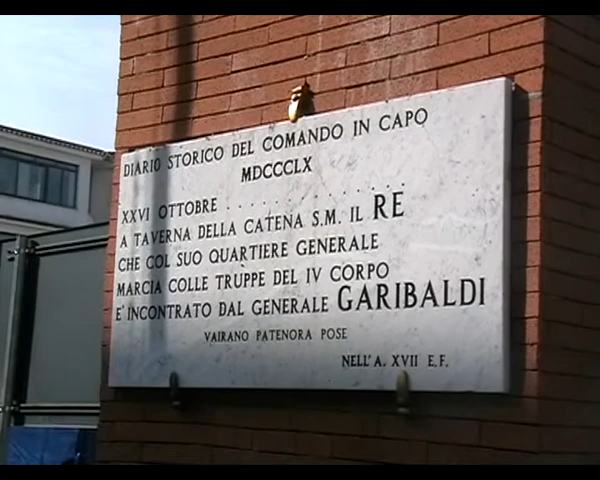 DIARIO STORICO DEL COMANDO IN CAPO
MDCCCLX
XXVI OTTOBRE . . . . . . . . . . . .
A TAVERNA DELLA CATENA S.M. IL RE
CHE COL SUO QUARTIERE GENERALE
MARCIA COLLE TRUPPE DEL IV CORPO
E' INCONTRATO DAL GENERALE GARIBALDI
VAIRANO PATENORA POSE
NELL'A. XVII E.F.